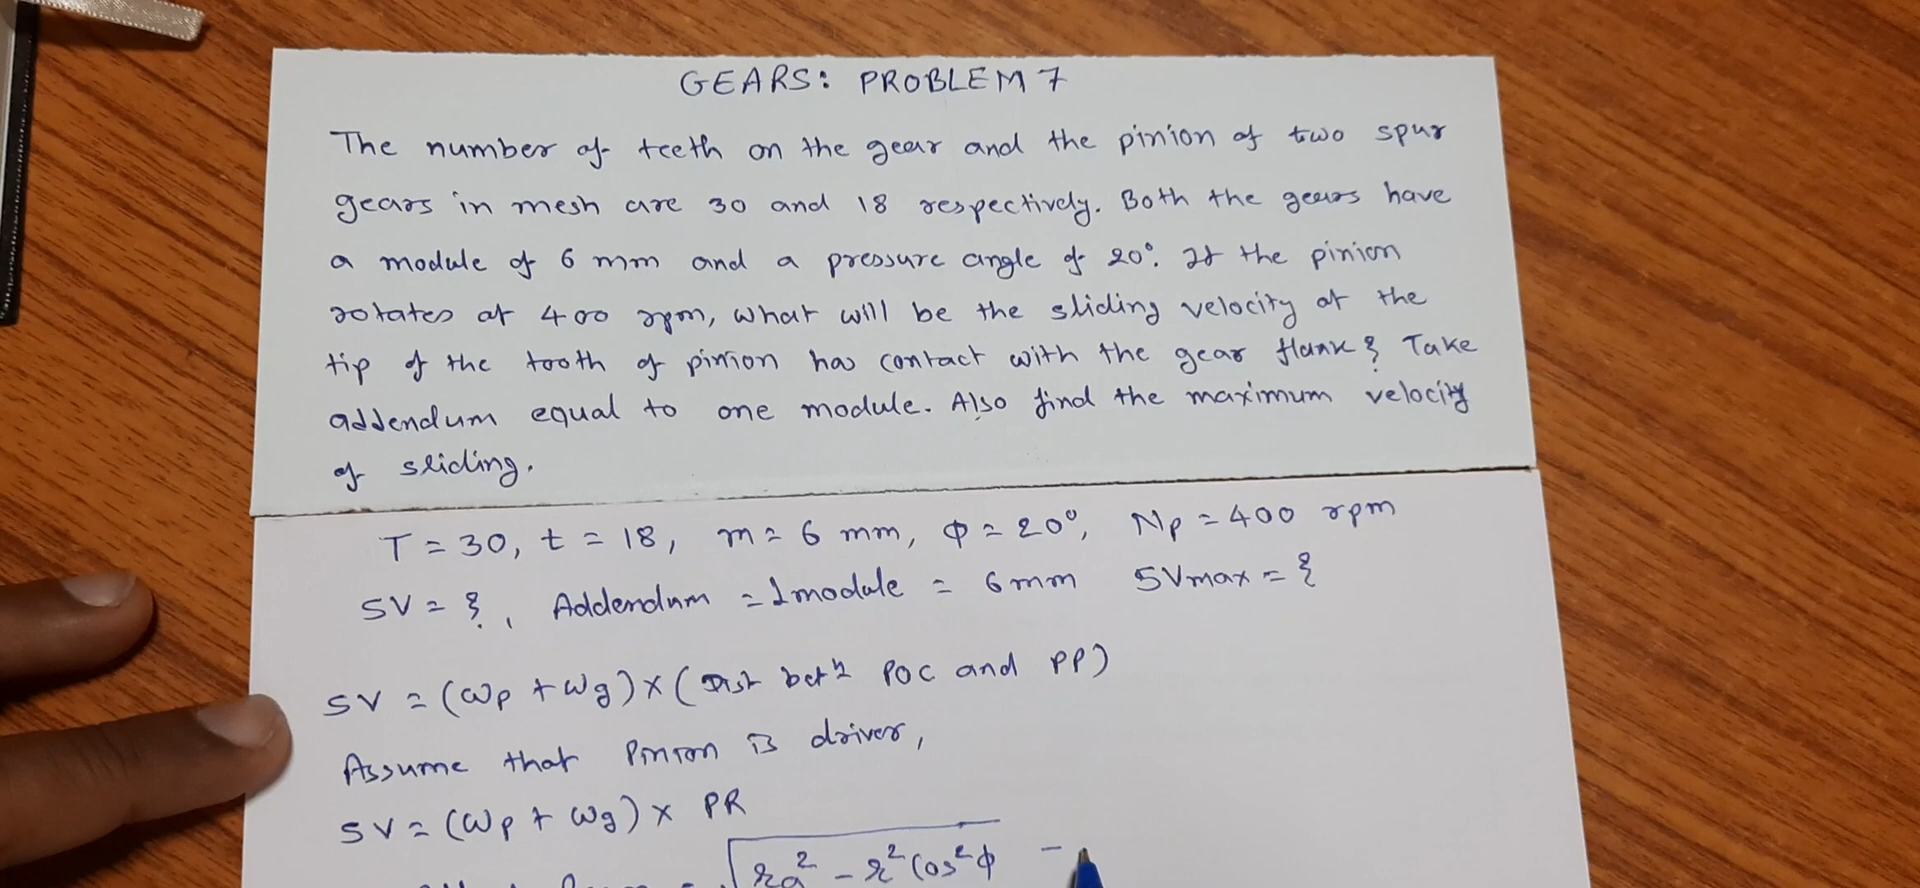 GEARS: PROBLEM 7
The number of teeth on the gear and the pinion of two spur
gears in mesh are 30 and 18 respectively. Both the gears have
a module of 6 mm and a pressure angle of 20°. If the pinion
rotates at 400 rpm, what will be the sliding velocity at the
tip of the tooth of pinion has contact with the gear flank? Take
addendum equal to one module. Also find the maximum velocity
of sliding.
T = 30, t = 18, m = 6 mm, φ = 20°, Np = 400 rpm
SV = ?, Addendum = 1 module = 6 mm SVmax = ?
SV = (ωp + ωg) × (Dist betⁿ POC and PP)
Assume that Pinion is driver,
SV = (ωp + ωg) × PR
= √ra² - r² cos²φ -